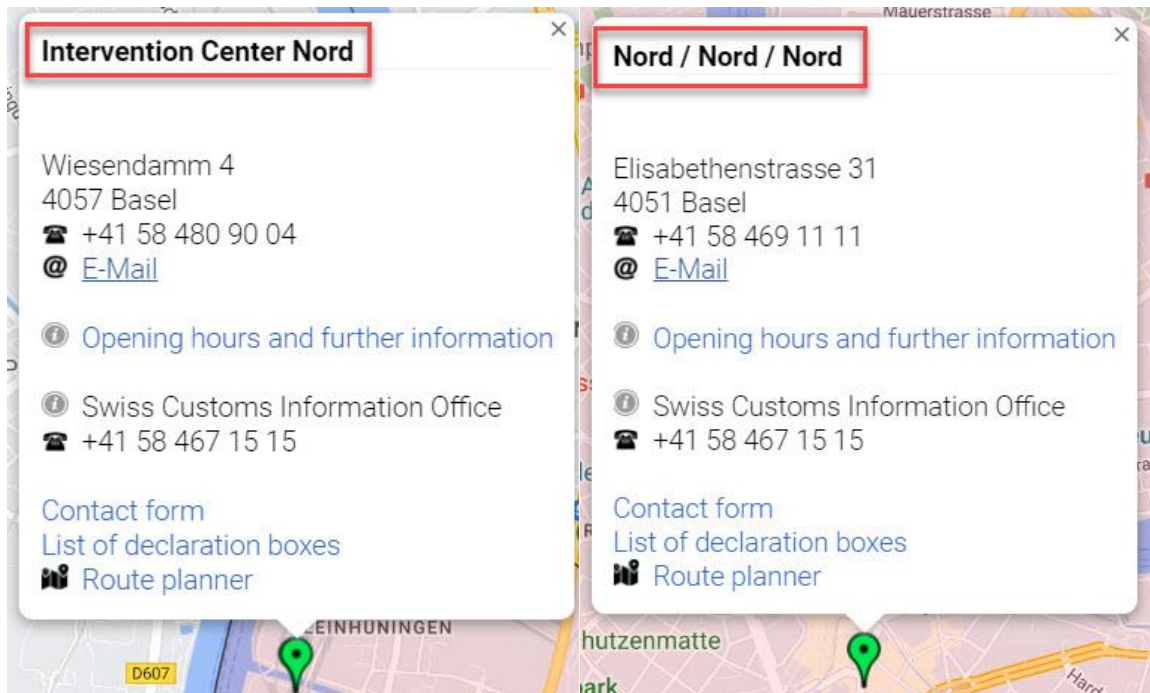 Intervention Center Nord
Wiesendamm 4
4057 Basel
☎ +41 58 480 90 04
@ E-Mail
Opening hours and further information
Swiss Customs Information Office
☎ +41 58 467 15 15
Contact form
List of declaration boxes
Route planner
EINHÜNINGEN
D607
Mauerstrasse
Nord / Nord / Nord
Elisabethenstrasse 31
4051 Basel
☎ +41 58 469 11 11
@ E-Mail
Opening hours and further information
Swiss Customs Information Office
☎ +41 58 467 15 15
Contact form
List of declaration boxes
Route planner
hutzenmatte
ark